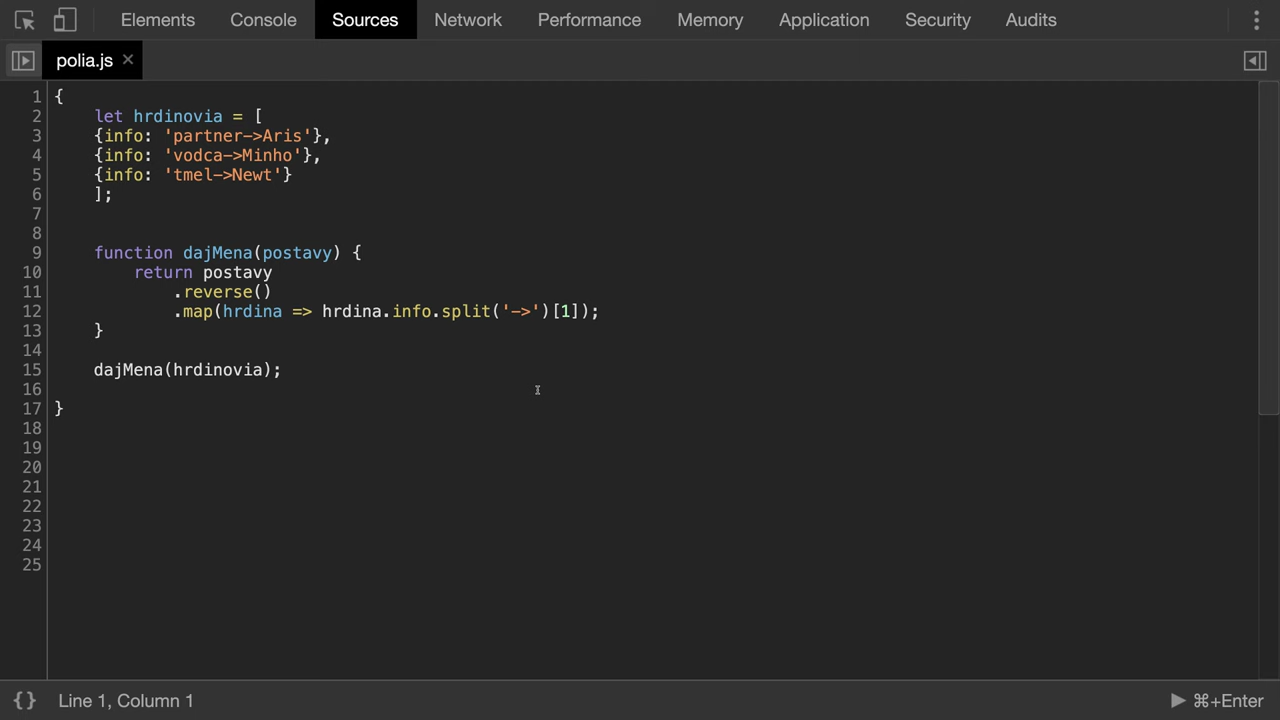 Elements Console Sources Network Performance Memory Application Security Audits
polia.js ×
1 {
2 let hrdinovia = [
3 {info: 'partner->Aris'},
4 {info: 'vodca->Minho'},
5 {info: 'tmel->Newt'}
6 ];
7
8
9 function dajMena(postavy) {
10 return postavy
11 .reverse()
12 .map(hrdina => hrdina.info.split('->')[1]);
13 }
14
15 dajMena(hrdinovia);
16
17 }
18
19
20
21
22
23
24
25
{} Line 1, Column 1 ⌘+Enter